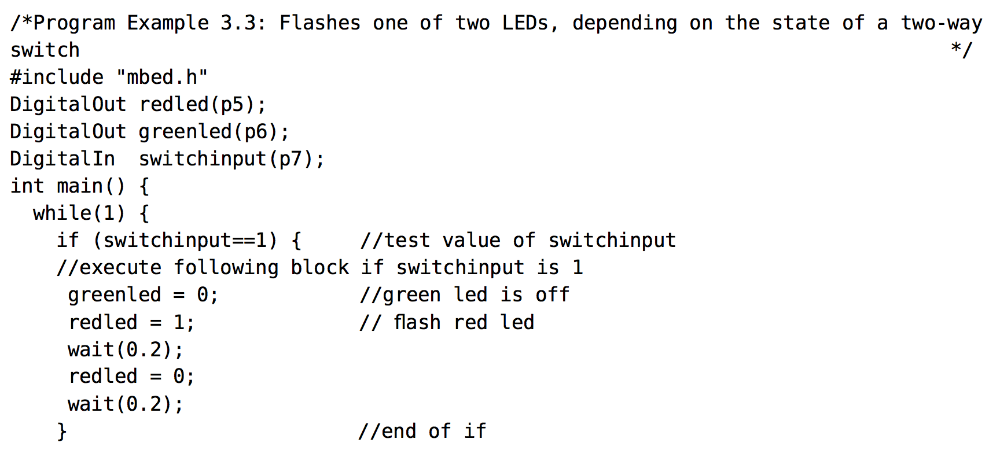 /*Program Example 3.3: Flashes one of two LEDs, depending on the state of a two-way
switch                                                                           */
#include "mbed.h"
DigitalOut redled(p5);
DigitalOut greenled(p6);
DigitalIn  switchinput(p7);
int main() {
  while(1) {
    if (switchinput==1) {     //test value of switchinput
    //execute following block if switchinput is 1
     greenled = 0;            //green led is off
     redled = 1;              // flash red led
     wait(0.2);
     redled = 0;
     wait(0.2);
    }                         //end of if